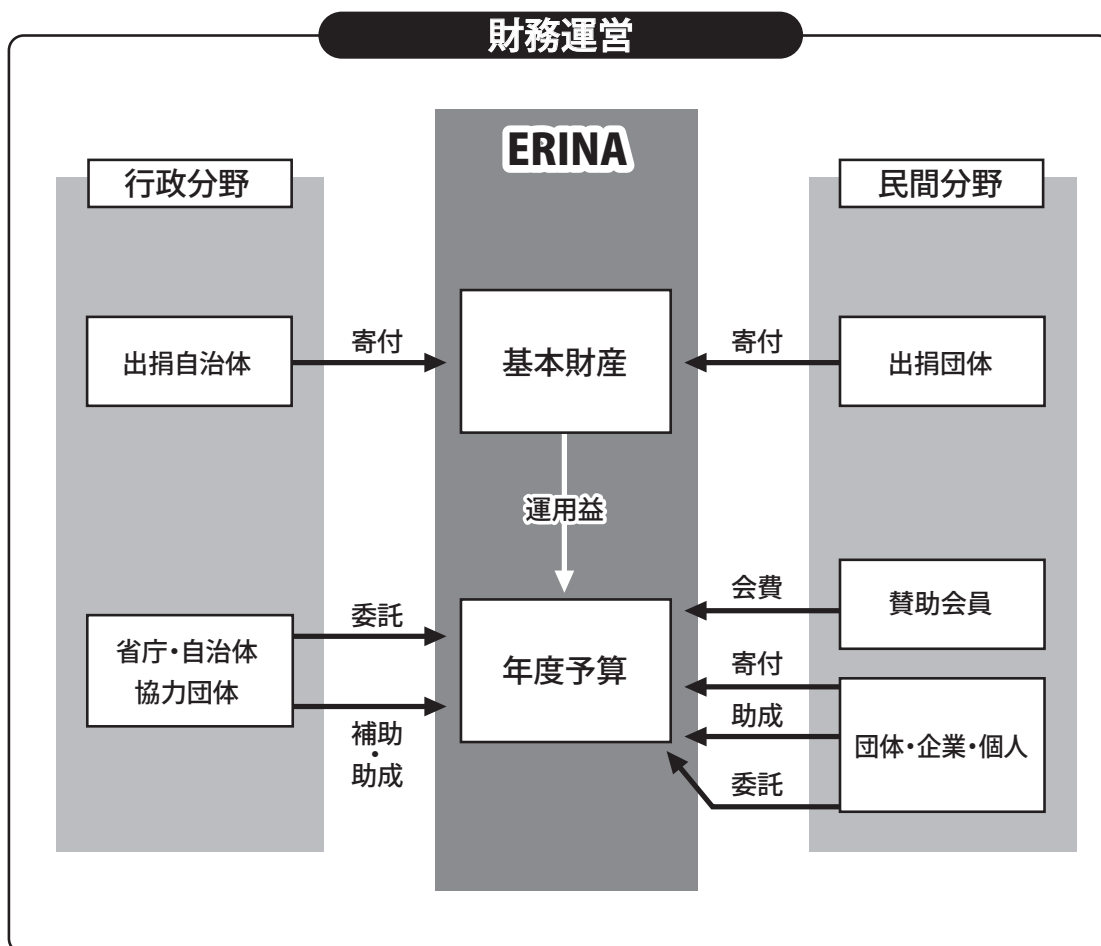 財務運営
ERINA
行政分野
民間分野
出捐自治体
寄付
基本財産
寄付
出捐団体
運用益
省庁・自治体
協力団体
委託
補助
・
助成
年度予算
会費
賛助会員
寄付
助成
委託
団体・企業・個人